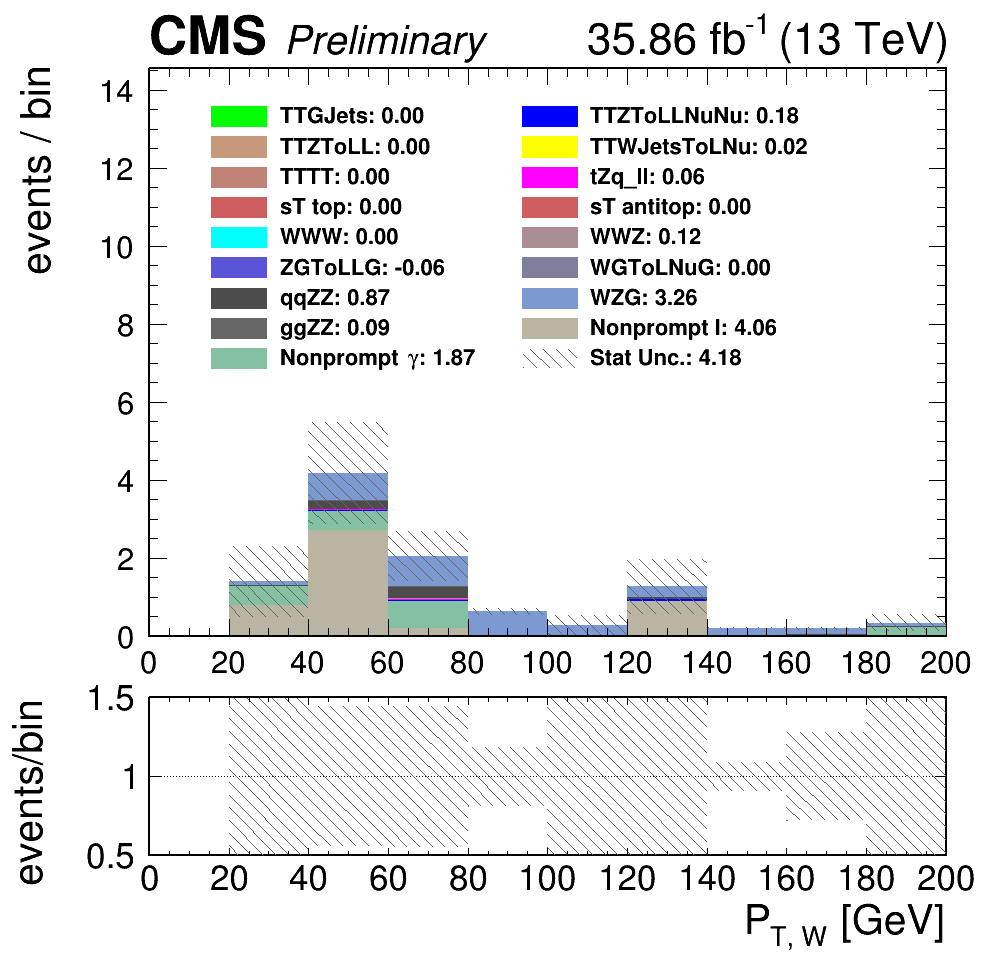 CMS Preliminary 35.86 fb-1 (13 TeV)
events / bin
14
12
10
8
6
4
2
0
TTGJets: 0.00 TTZToLLNuNu: 0.18
TTZToLL: 0.00 TTWJetsToLNu: 0.02
TTTT: 0.00 tZq_ll: 0.06
sT top: 0.00 sT antitop: 0.00
WWW: 0.00 WWZ: 0.12
ZGToLLG: -0.06 WGToLNuG: 0.00
qqZZ: 0.87 WZG: 3.26
ggZZ: 0.09 Nonprompt l: 4.06
Nonprompt γ: 1.87 Stat Unc.: 4.18
0 20 40 60 80 100 120 140 160 180 200
events/bin
1.5
1
0.5
0 20 40 60 80 100 120 140 160 180 200
PT, W [GeV]